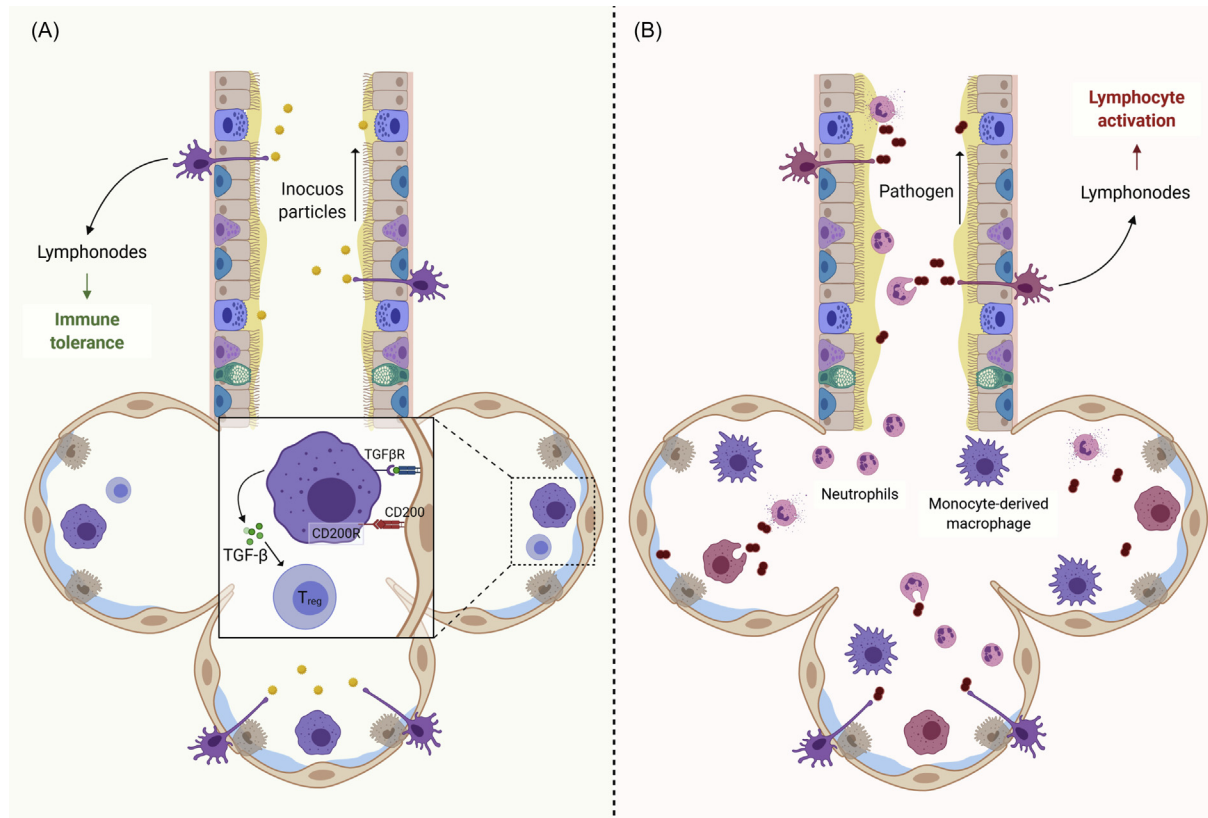 (A)
Inocuos
particles
Lymphonodes
Immune
tolerance
TGFβR
CD200
CD200R
TGF-β
Treg
(B)
Lymphocyte
activation
Pathogen
Lymphonodes
Neutrophils
Monocyte-derived
macrophage